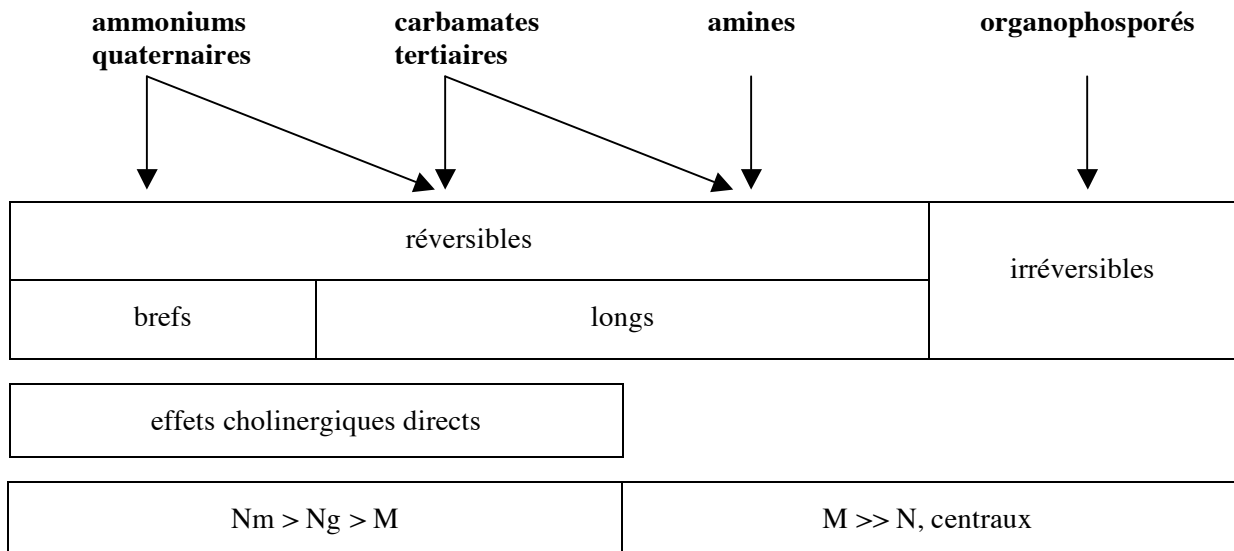 ammoniums quaternaires
carbamates tertiaires
amines
organophosporés
réversibles
irréversibles
brefs
longs
effets cholinergiques directs
Nm > Ng > M
M >> N, centraux